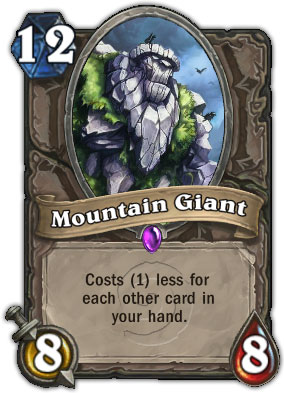 12
Mountain Giant
Costs (1) less for
each other card in
your hand.
8 8